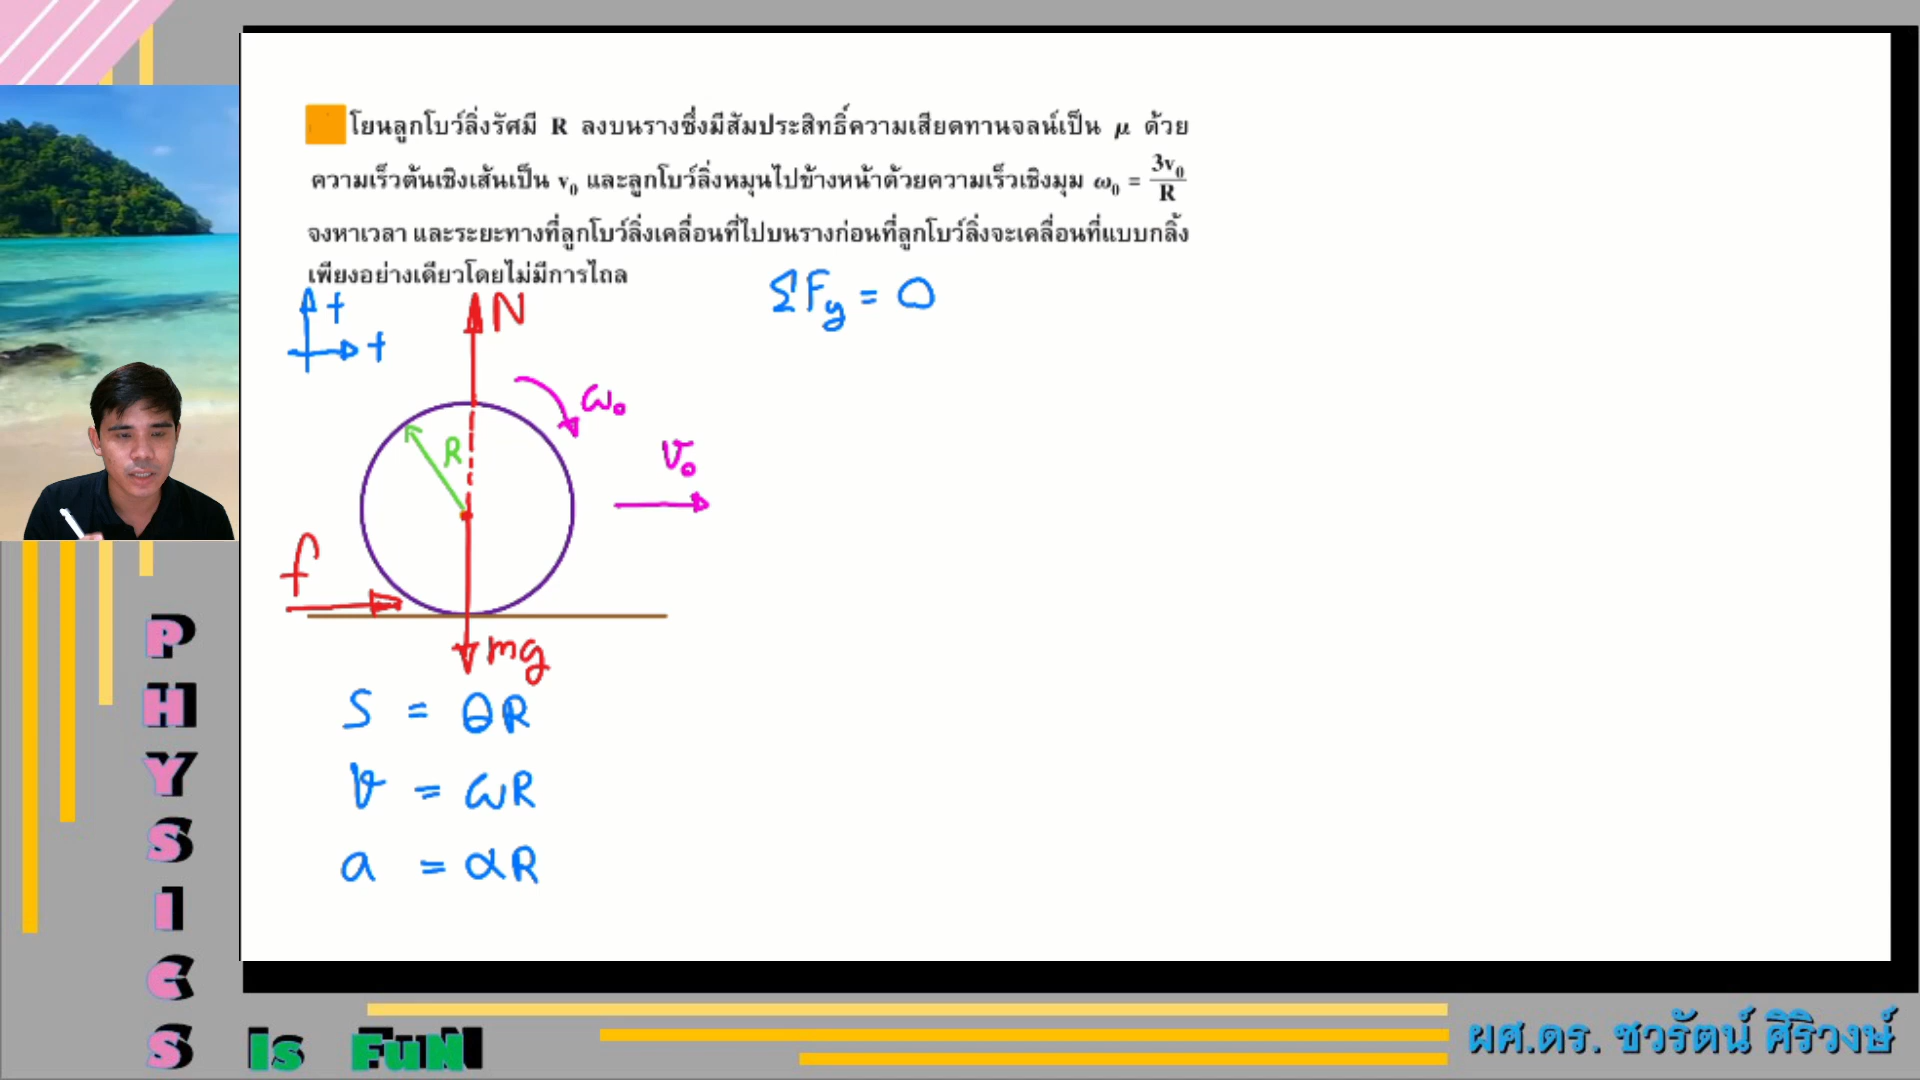 โยนลูกโบว์ลิ่งรัศมี R ลงบนรางซึ่งมีสัมประสิทธิ์ความเสียดทานจลน์เป็น μ ด้วย
ความเร็วต้นเชิงเส้นเป็น v₀ และลูกโบว์ลิ่งหมุนไปข้างหน้าด้วยความเร็วเชิงมุม ω₀ = 3v₀/R
จงหาเวลา และระยะทางที่ลูกโบว์ลิ่งเคลื่อนที่ไปบนรางก่อนที่ลูกโบว์ลิ่งจะเคลื่อนที่แบบกลิ้ง
เพียงอย่างเดียวโดยไม่มีการไถล
ΣFy = 0
+
+
N
ω₀
R
v₀
f
mg
S = θR
v = ωR
a = αR
PHYSICS
Is FuN
ผศ.ดร. ชวรัตน์ ศิริวงษ์